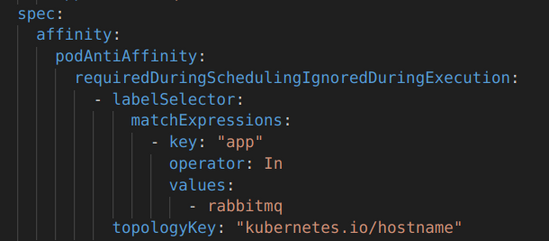 spec:
  affinity:
    podAntiAffinity:
      requiredDuringSchedulingIgnoredDuringExecution:
        - labelSelector:
          matchExpressions:
            - key: "app"
              operator: In
              values:
                - rabbitmq
          topologyKey: "kubernetes.io/hostname"